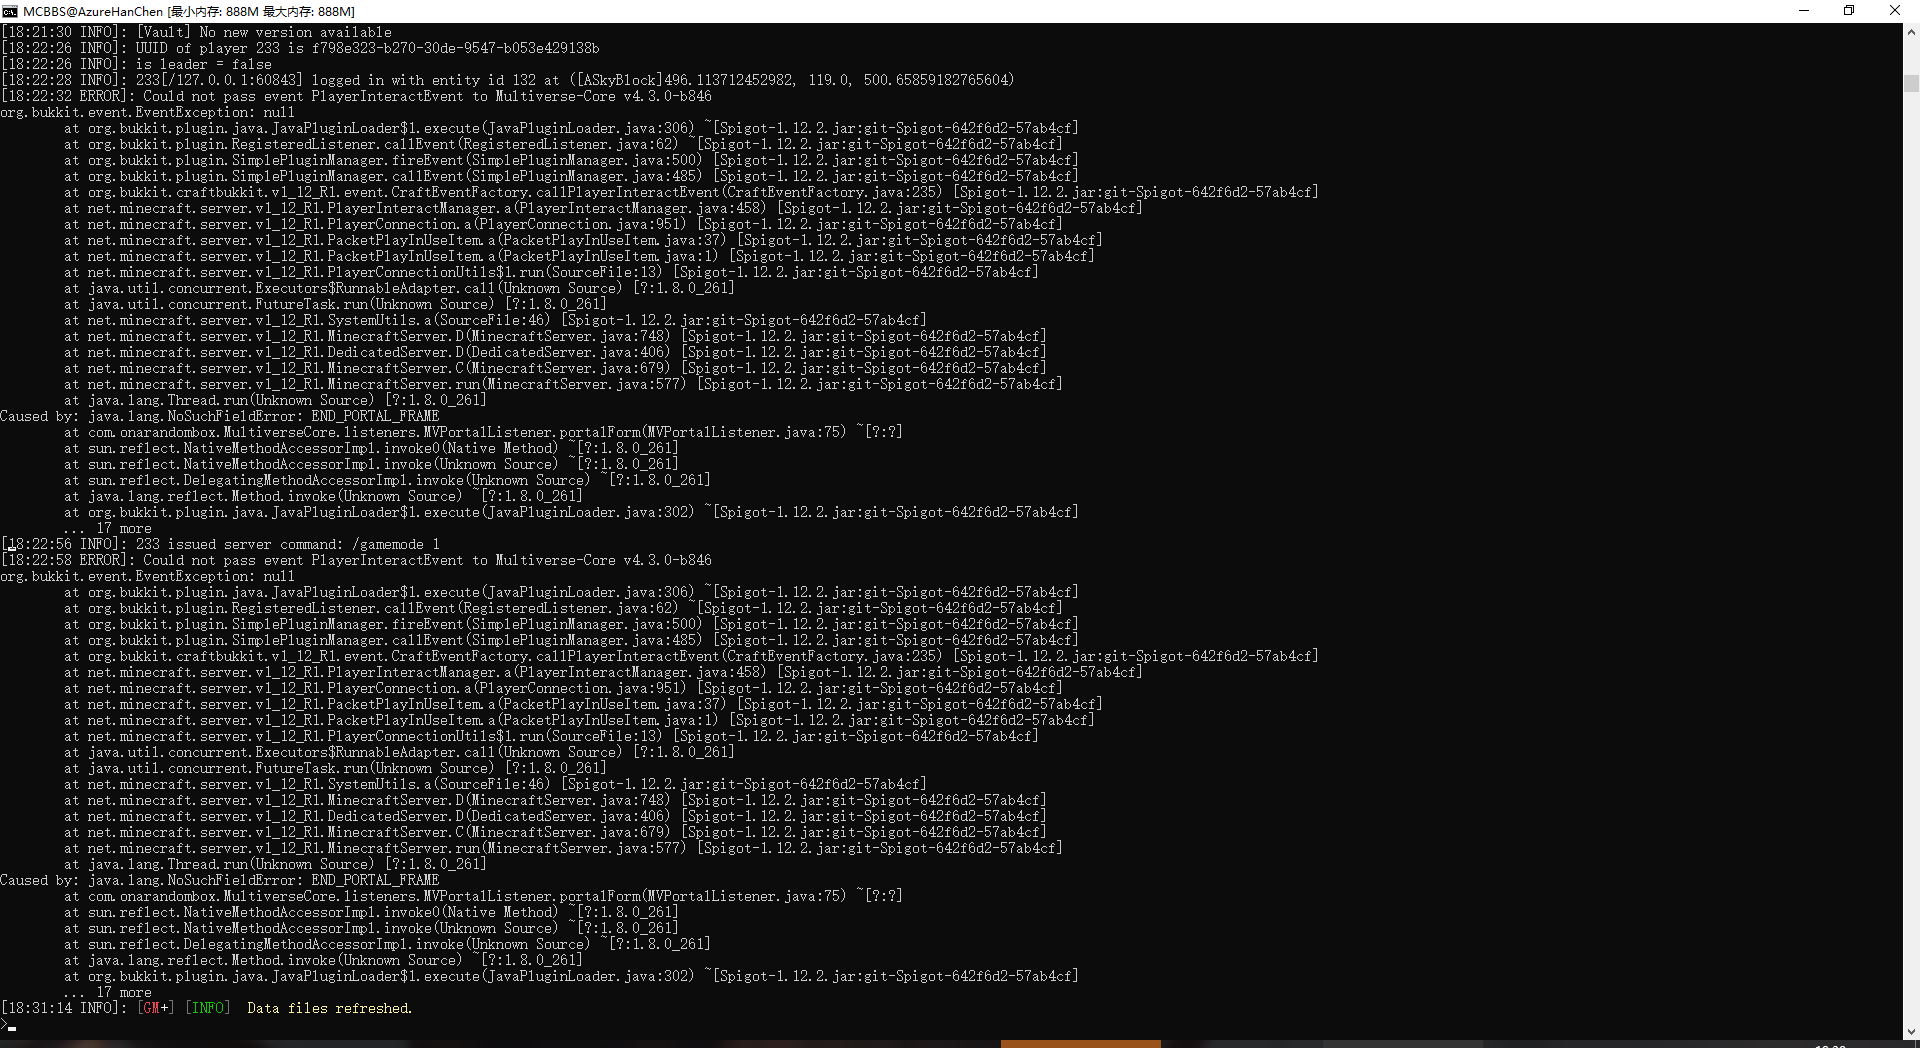 MCBBS@AzureHanChen [最小内存: 888M 最大内存: 888M]
[18:21:30 INFO]: [Vault] No new version available
[18:22:26 INFO]: UUID of player 233 is f798e323-b270-30de-9547-b053e429138b
[18:22:26 INFO]: is leader = false
[18:22:28 INFO]: 233[/127.0.0.1:60843] logged in with entity id 132 at ([ASkyBlock]496.113712452982, 119.0, 500.65859182765604)
[18:22:32 ERROR]: Could not pass event PlayerInteractEvent to Multiverse-Core v4.3.0-b846
org.bukkit.event.EventException: null
at org.bukkit.plugin.java.JavaPluginLoader$1.execute(JavaPluginLoader.java:306) ~[Spigot-1.12.2.jar:git-Spigot-642f6d2-57ab4cf]
at org.bukkit.plugin.RegisteredListener.callEvent(RegisteredListener.java:62) ~[Spigot-1.12.2.jar:git-Spigot-642f6d2-57ab4cf]
at org.bukkit.plugin.SimplePluginManager.fireEvent(SimplePluginManager.java:500) [Spigot-1.12.2.jar:git-Spigot-642f6d2-57ab4cf]
at org.bukkit.plugin.SimplePluginManager.callEvent(SimplePluginManager.java:485) [Spigot-1.12.2.jar:git-Spigot-642f6d2-57ab4cf]
at org.bukkit.craftbukkit.v1_12_R1.event.CraftEventFactory.callPlayerInteractEvent(CraftEventFactory.java:235) [Spigot-1.12.2.jar:git-Spigot-642f6d2-57ab4cf]
at net.minecraft.server.v1_12_R1.PlayerInteractManager.a(PlayerInteractManager.java:458) [Spigot-1.12.2.jar:git-Spigot-642f6d2-57ab4cf]
at net.minecraft.server.v1_12_R1.PlayerConnection.a(PlayerConnection.java:951) [Spigot-1.12.2.jar:git-Spigot-642f6d2-57ab4cf]
at net.minecraft.server.v1_12_R1.PacketPlayInUseItem.a(PacketPlayInUseItem.java:37) [Spigot-1.12.2.jar:git-Spigot-642f6d2-57ab4cf]
at net.minecraft.server.v1_12_R1.PacketPlayInUseItem.a(PacketPlayInUseItem.java:1) [Spigot-1.12.2.jar:git-Spigot-642f6d2-57ab4cf]
at net.minecraft.server.v1_12_R1.PlayerConnectionUtils$1.run(SourceFile:13) [Spigot-1.12.2.jar:git-Spigot-642f6d2-57ab4cf]
at java.util.concurrent.Executors$RunnableAdapter.call(Unknown Source) [?:1.8.0_261]
at java.util.concurrent.FutureTask.run(Unknown Source) [?:1.8.0_261]
at net.minecraft.server.v1_12_R1.SystemUtils.a(SourceFile:46) [Spigot-1.12.2.jar:git-Spigot-642f6d2-57ab4cf]
at net.minecraft.server.v1_12_R1.MinecraftServer.D(MinecraftServer.java:748) [Spigot-1.12.2.jar:git-Spigot-642f6d2-57ab4cf]
at net.minecraft.server.v1_12_R1.DedicatedServer.D(DedicatedServer.java:406) [Spigot-1.12.2.jar:git-Spigot-642f6d2-57ab4cf]
at net.minecraft.server.v1_12_R1.MinecraftServer.C(MinecraftServer.java:679) [Spigot-1.12.2.jar:git-Spigot-642f6d2-57ab4cf]
at net.minecraft.server.v1_12_R1.MinecraftServer.run(MinecraftServer.java:577) [Spigot-1.12.2.jar:git-Spigot-642f6d2-57ab4cf]
at java.lang.Thread.run(Unknown Source) [?:1.8.0_261]
Caused by: java.lang.NoSuchFieldError: END_PORTAL_FRAME
at com.onarandombox.MultiverseCore.listeners.MVPortalListener.portalForm(MVPortalListener.java:75) ~[?:?]
at sun.reflect.NativeMethodAccessorImpl.invoke0(Native Method) ~[?:1.8.0_261]
at sun.reflect.NativeMethodAccessorImpl.invoke(Unknown Source) ~[?:1.8.0_261]
at sun.reflect.DelegatingMethodAccessorImpl.invoke(Unknown Source) ~[?:1.8.0_261]
at java.lang.reflect.Method.invoke(Unknown Source) ~[?:1.8.0_261]
at org.bukkit.plugin.java.JavaPluginLoader$1.execute(JavaPluginLoader.java:302) ~[Spigot-1.12.2.jar:git-Spigot-642f6d2-57ab4cf]
... 17 more
[18:22:56 INFO]: 233 issued server command: /gamemode 1
[18:22:58 ERROR]: Could not pass event PlayerInteractEvent to Multiverse-Core v4.3.0-b846
org.bukkit.event.EventException: null
at org.bukkit.plugin.java.JavaPluginLoader$1.execute(JavaPluginLoader.java:306) ~[Spigot-1.12.2.jar:git-Spigot-642f6d2-57ab4cf]
at org.bukkit.plugin.RegisteredListener.callEvent(RegisteredListener.java:62) ~[Spigot-1.12.2.jar:git-Spigot-642f6d2-57ab4cf]
at org.bukkit.plugin.SimplePluginManager.fireEvent(SimplePluginManager.java:500) [Spigot-1.12.2.jar:git-Spigot-642f6d2-57ab4cf]
at org.bukkit.plugin.SimplePluginManager.callEvent(SimplePluginManager.java:485) [Spigot-1.12.2.jar:git-Spigot-642f6d2-57ab4cf]
at org.bukkit.craftbukkit.v1_12_R1.event.CraftEventFactory.callPlayerInteractEvent(CraftEventFactory.java:235) [Spigot-1.12.2.jar:git-Spigot-642f6d2-57ab4cf]
at net.minecraft.server.v1_12_R1.PlayerInteractManager.a(PlayerInteractManager.java:458) [Spigot-1.12.2.jar:git-Spigot-642f6d2-57ab4cf]
at net.minecraft.server.v1_12_R1.PlayerConnection.a(PlayerConnection.java:951) [Spigot-1.12.2.jar:git-Spigot-642f6d2-57ab4cf]
at net.minecraft.server.v1_12_R1.PacketPlayInUseItem.a(PacketPlayInUseItem.java:37) [Spigot-1.12.2.jar:git-Spigot-642f6d2-57ab4cf]
at net.minecraft.server.v1_12_R1.PacketPlayInUseItem.a(PacketPlayInUseItem.java:1) [Spigot-1.12.2.jar:git-Spigot-642f6d2-57ab4cf]
at net.minecraft.server.v1_12_R1.PlayerConnectionUtils$1.run(SourceFile:13) [Spigot-1.12.2.jar:git-Spigot-642f6d2-57ab4cf]
at java.util.concurrent.Executors$RunnableAdapter.call(Unknown Source) [?:1.8.0_261]
at java.util.concurrent.FutureTask.run(Unknown Source) [?:1.8.0_261]
at net.minecraft.server.v1_12_R1.SystemUtils.a(SourceFile:46) [Spigot-1.12.2.jar:git-Spigot-642f6d2-57ab4cf]
at net.minecraft.server.v1_12_R1.MinecraftServer.D(MinecraftServer.java:748) [Spigot-1.12.2.jar:git-Spigot-642f6d2-57ab4cf]
at net.minecraft.server.v1_12_R1.DedicatedServer.D(DedicatedServer.java:406) [Spigot-1.12.2.jar:git-Spigot-642f6d2-57ab4cf]
at net.minecraft.server.v1_12_R1.MinecraftServer.C(MinecraftServer.java:679) [Spigot-1.12.2.jar:git-Spigot-642f6d2-57ab4cf]
at net.minecraft.server.v1_12_R1.MinecraftServer.run(MinecraftServer.java:577) [Spigot-1.12.2.jar:git-Spigot-642f6d2-57ab4cf]
at java.lang.Thread.run(Unknown Source) [?:1.8.0_261]
Caused by: java.lang.NoSuchFieldError: END_PORTAL_FRAME
at com.onarandombox.MultiverseCore.listeners.MVPortalListener.portalForm(MVPortalListener.java:75) ~[?:?]
at sun.reflect.NativeMethodAccessorImpl.invoke0(Native Method) ~[?:1.8.0_261]
at sun.reflect.NativeMethodAccessorImpl.invoke(Unknown Source) ~[?:1.8.0_261]
at sun.reflect.DelegatingMethodAccessorImpl.invoke(Unknown Source) ~[?:1.8.0_261]
at java.lang.reflect.Method.invoke(Unknown Source) ~[?:1.8.0_261]
at org.bukkit.plugin.java.JavaPluginLoader$1.execute(JavaPluginLoader.java:302) ~[Spigot-1.12.2.jar:git-Spigot-642f6d2-57ab4cf]
... 17 more
[18:31:14 INFO]: [GM+] [INFO] Data files refreshed.
>